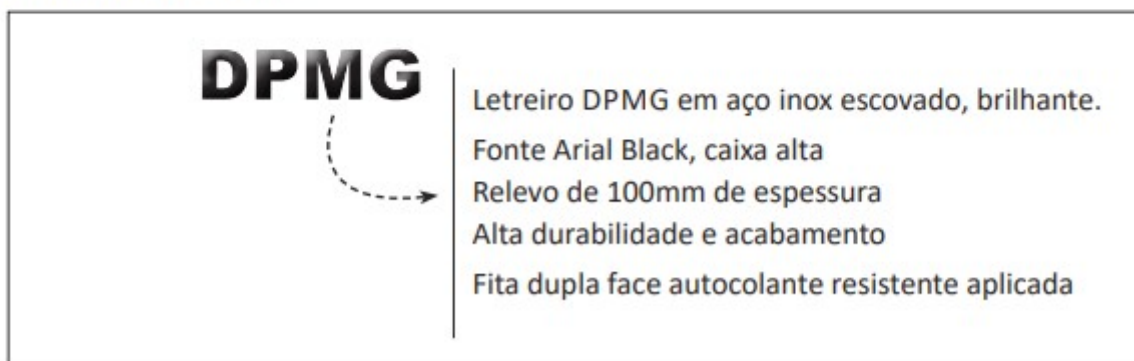 DPMG
Letreiro DPMG em aço inox escovado, brilhante.
Fonte Arial Black, caixa alta
Relevo de 100mm de espessura
Alta durabilidade e acabamento
Fita dupla face autocolante resistente aplicada